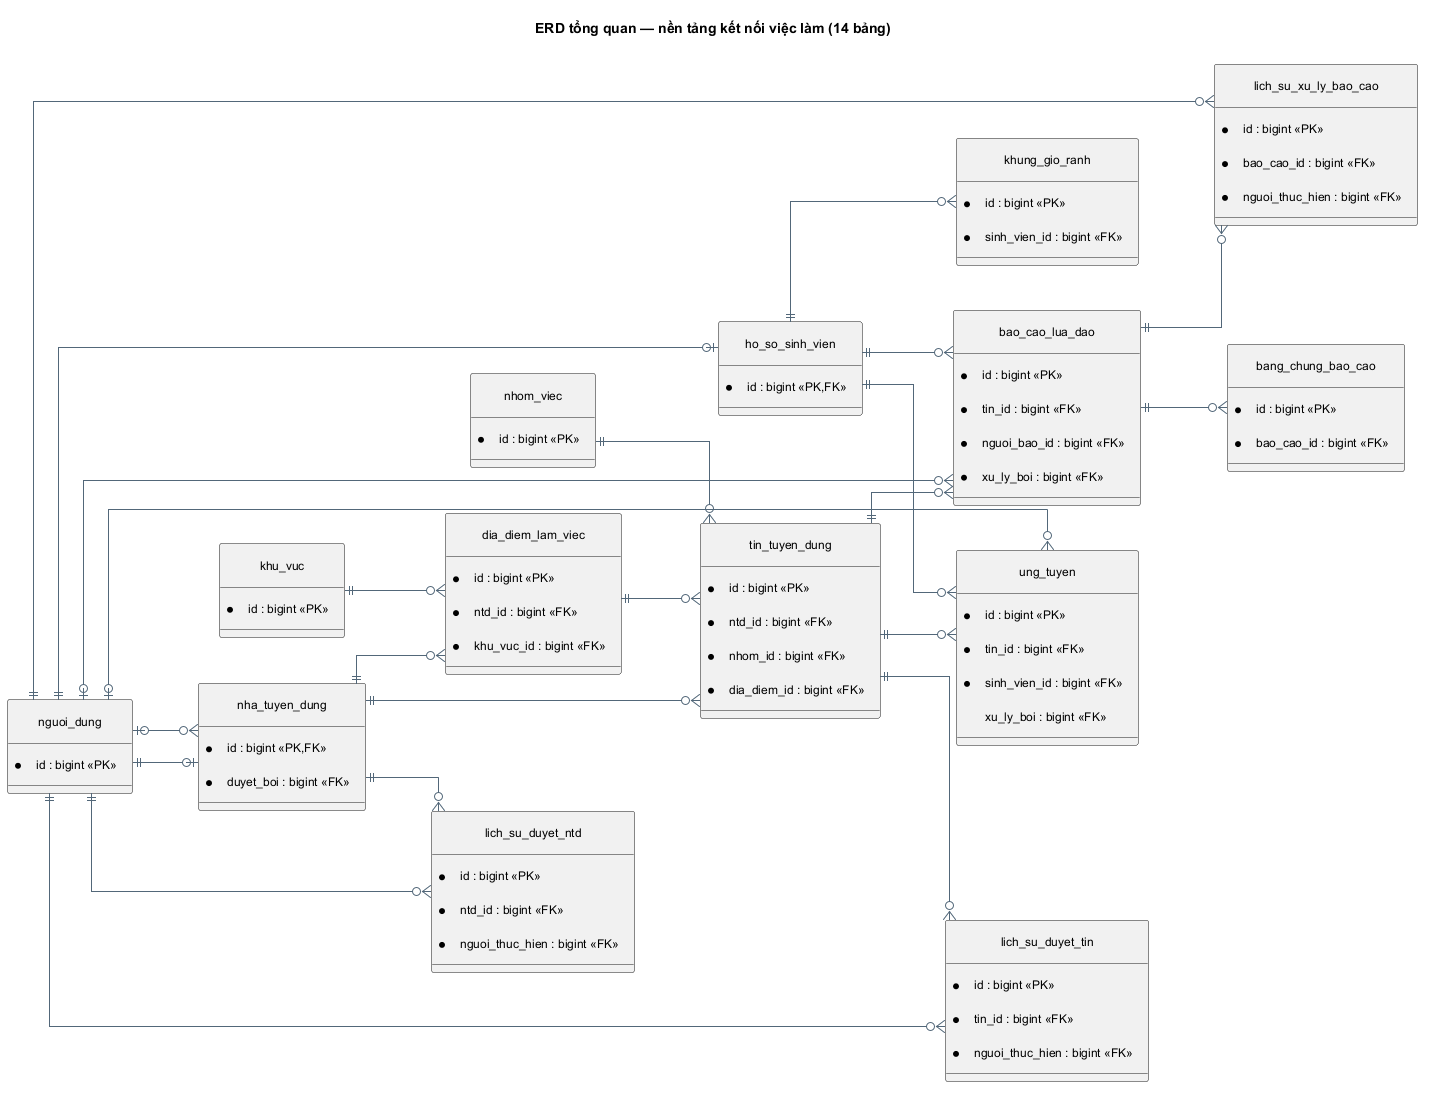 ERD tổng quan — nền tảng kết nối việc làm (14 bảng)
lich_su_xu_ly_bao_cao
id : bigint «PK»
bao_cao_id : bigint «FK»
nguoi_thuc_hien : bigint «FK»
khung_gio_ranh
id : bigint «PK»
sinh_vien_id : bigint «FK»
ho_so_sinh_vien
id : bigint «PK,FK»
bao_cao_lua_dao
id : bigint «PK»
tin_id : bigint «FK»
nguoi_bao_id : bigint «FK»
xu_ly_boi : bigint «FK»
bang_chung_bao_cao
id : bigint «PK»
bao_cao_id : bigint «FK»
nhom_viec
id : bigint «PK»
khu_vuc
id : bigint «PK»
dia_diem_lam_viec
id : bigint «PK»
ntd_id : bigint «FK»
khu_vuc_id : bigint «FK»
tin_tuyen_dung
id : bigint «PK»
ntd_id : bigint «FK»
nhom_id : bigint «FK»
dia_diem_id : bigint «FK»
ung_tuyen
id : bigint «PK»
tin_id : bigint «FK»
sinh_vien_id : bigint «FK»
xu_ly_boi : bigint «FK»
nguoi_dung
id : bigint «PK»
nha_tuyen_dung
id : bigint «PK,FK»
duyet_boi : bigint «FK»
lich_su_duyet_ntd
id : bigint «PK»
ntd_id : bigint «FK»
nguoi_thuc_hien : bigint «FK»
lich_su_duyet_tin
id : bigint «PK»
tin_id : bigint «FK»
nguoi_thuc_hien : bigint «FK»